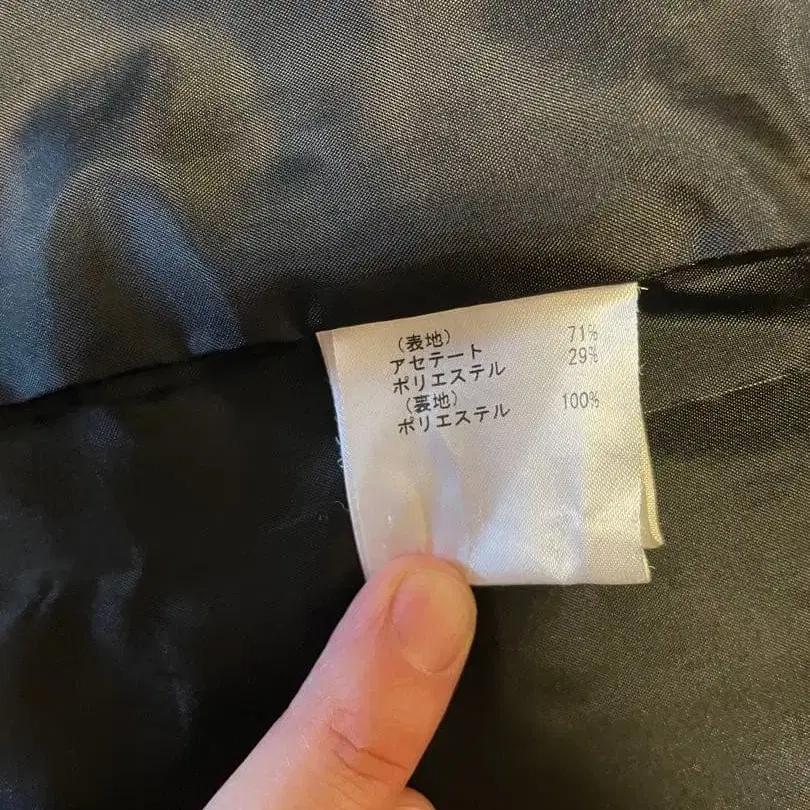 (表地)
アセテート 71%
ポリエステル 29%
(裏地)
ポリエステル 100%